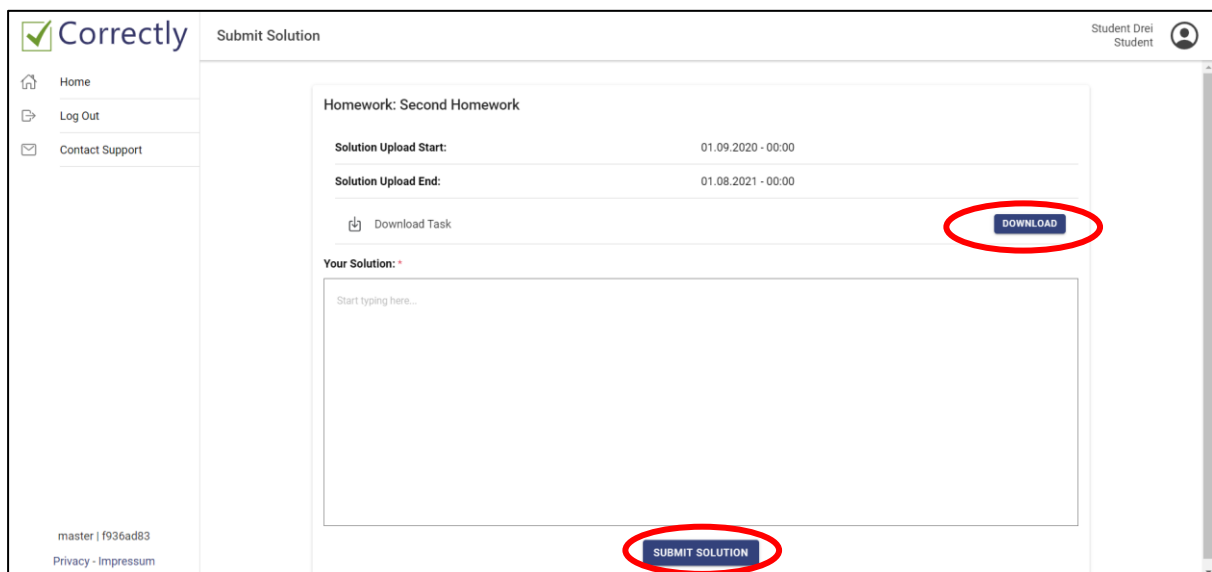 Correctly
Submit Solution
Student Drei
Student
Home
Log Out
Contact Support
Homework: Second Homework
Solution Upload Start: 01.09.2020 - 00:00
Solution Upload End: 01.08.2021 - 00:00
Download Task DOWNLOAD
Your Solution: *
Start typing here...
SUBMIT SOLUTION
master | f936ad83
Privacy - Impressum